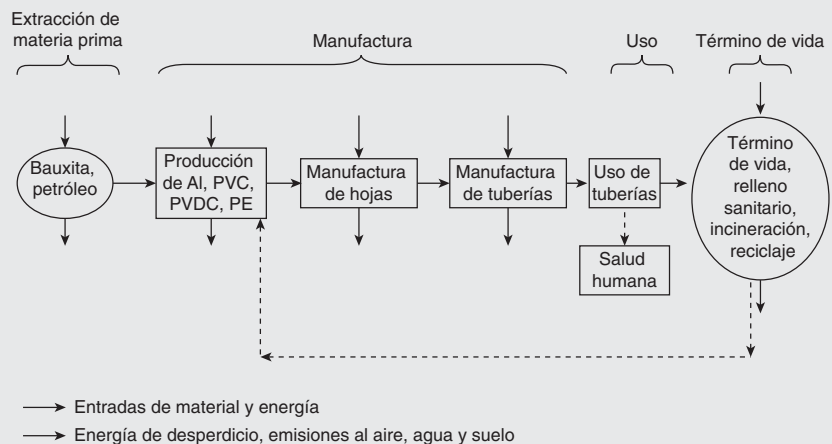 Extracción de
materia prima
Manufactura
Uso
Término de vida
Bauxita,
petróleo
Producción
de Al, PVC,
PVDC, PE
Manufactura
de hojas
Manufactura
de tuberías
Uso de
tuberías
Término
de vida,
relleno
sanitario,
incineración,
reciclaje
Salud
humana
Entradas de material y energía
Energía de desperdicio, emisiones al aire, agua y suelo